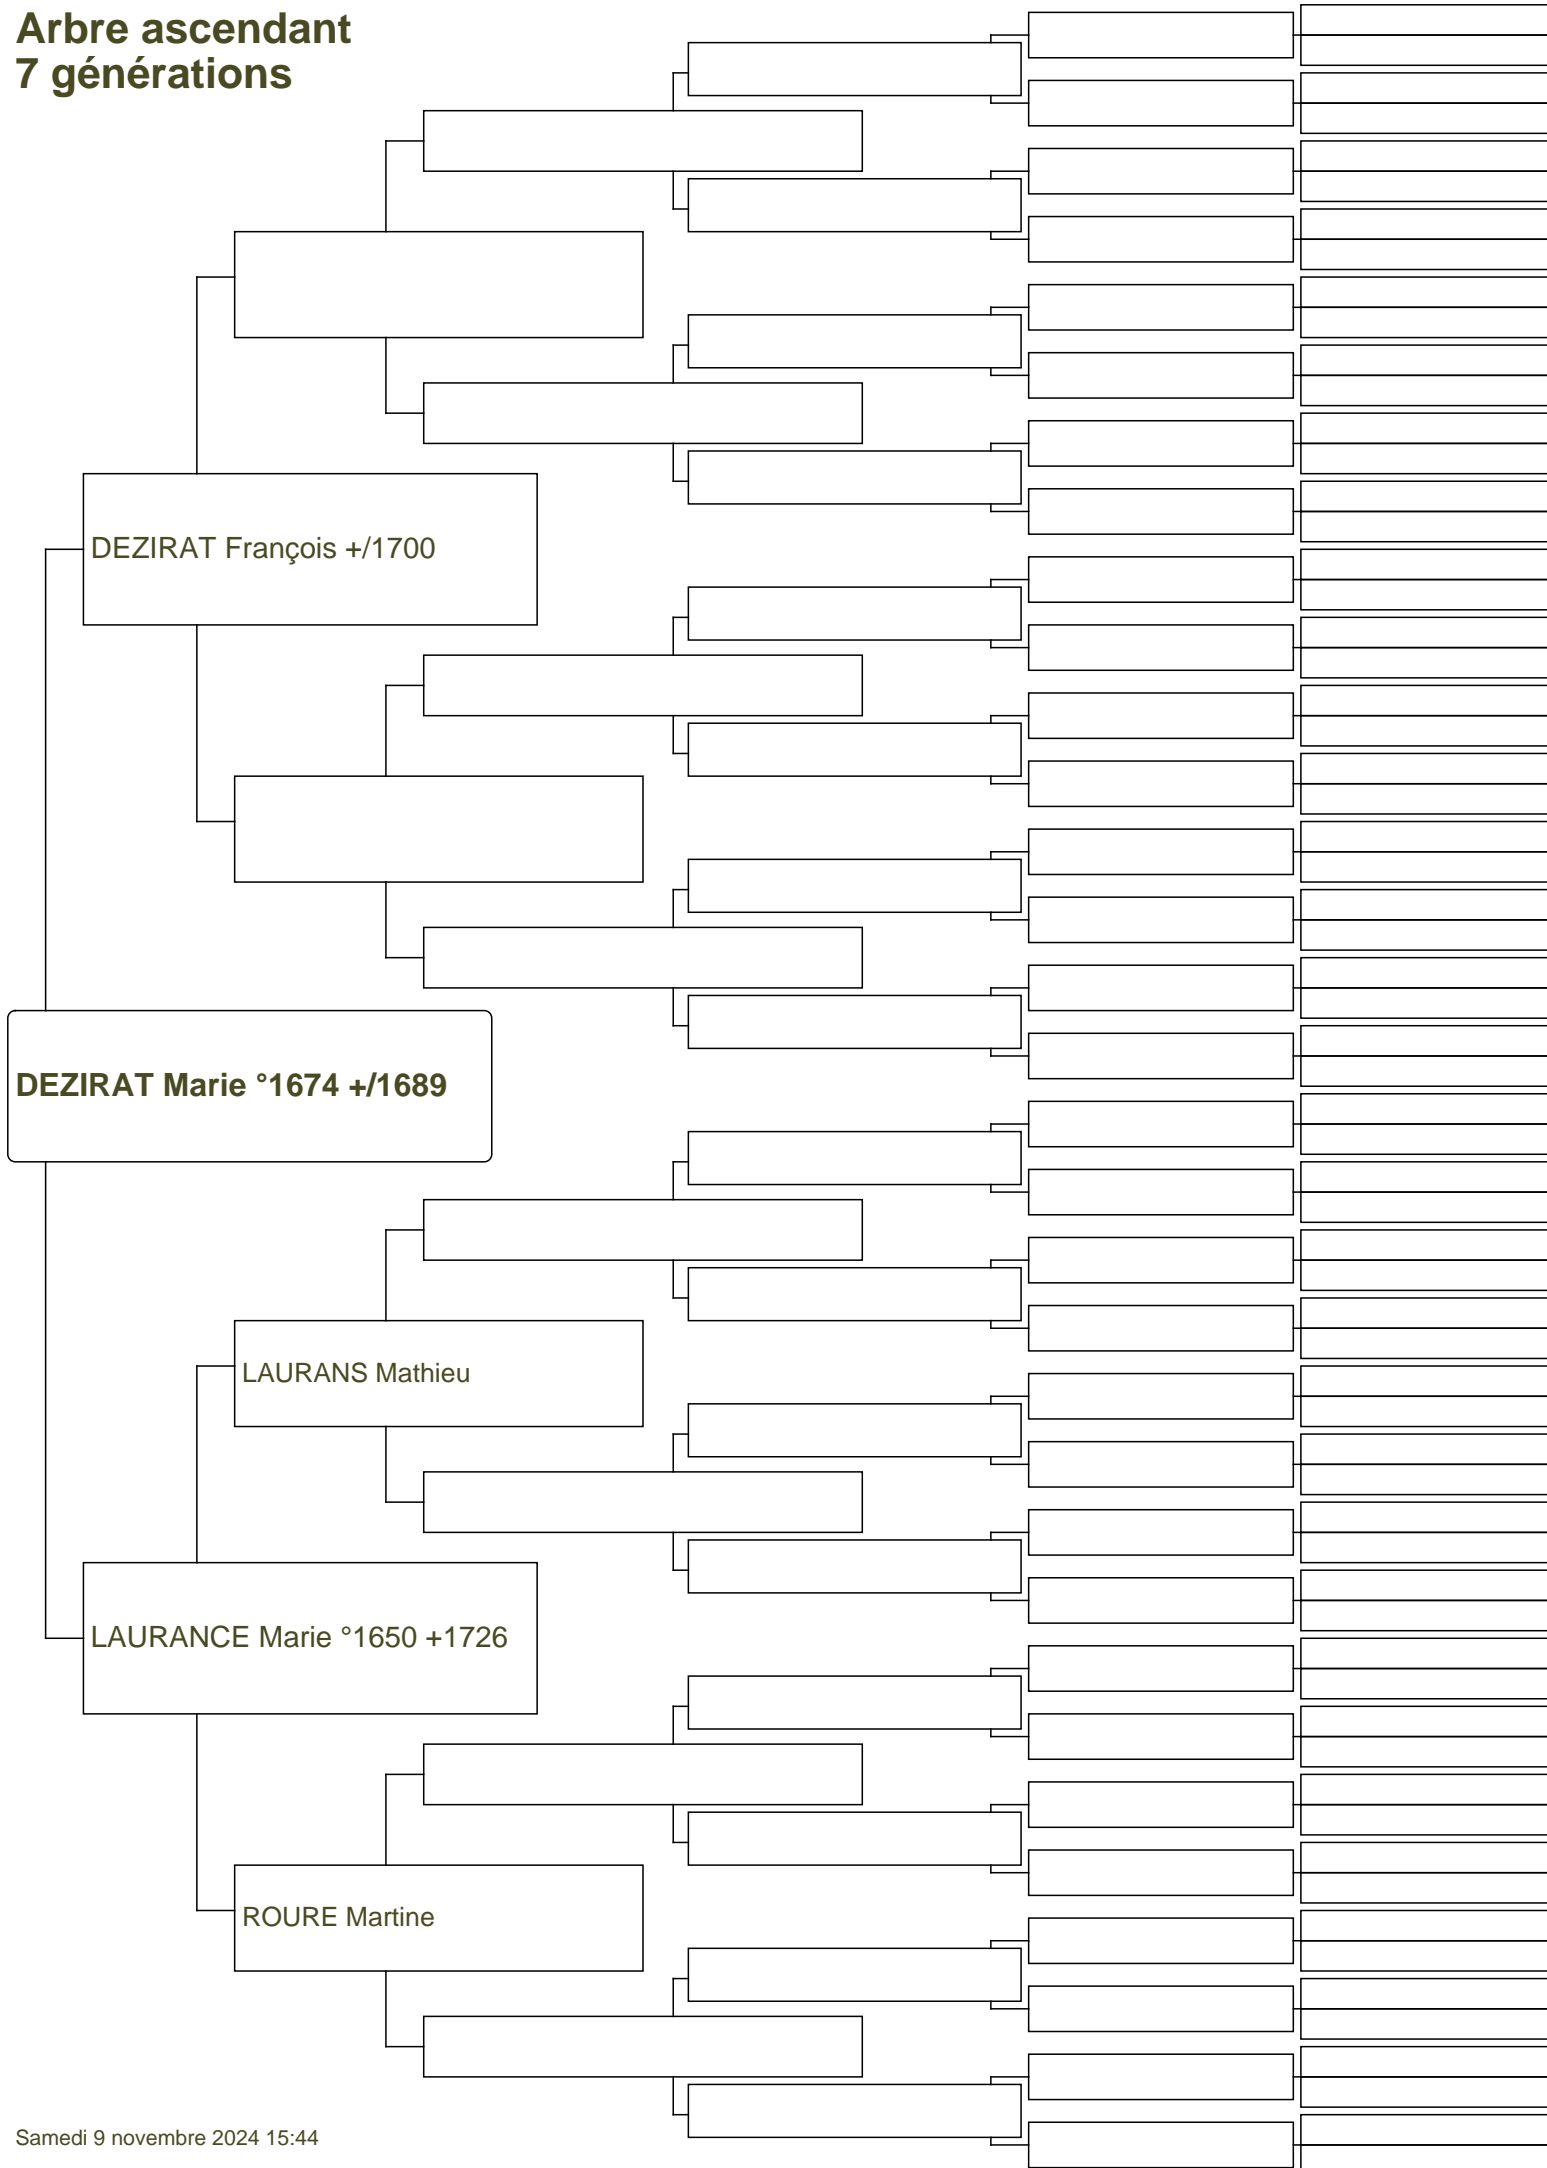 Arbre ascendant
7 générations
DEZIRAT François +/1700
DEZIRAT Marie °1674 +/1689
LAURANS Mathieu
LAURANCE Marie °1650 +1726
ROURE Martine
Samedi 9 novembre 2024 15:44